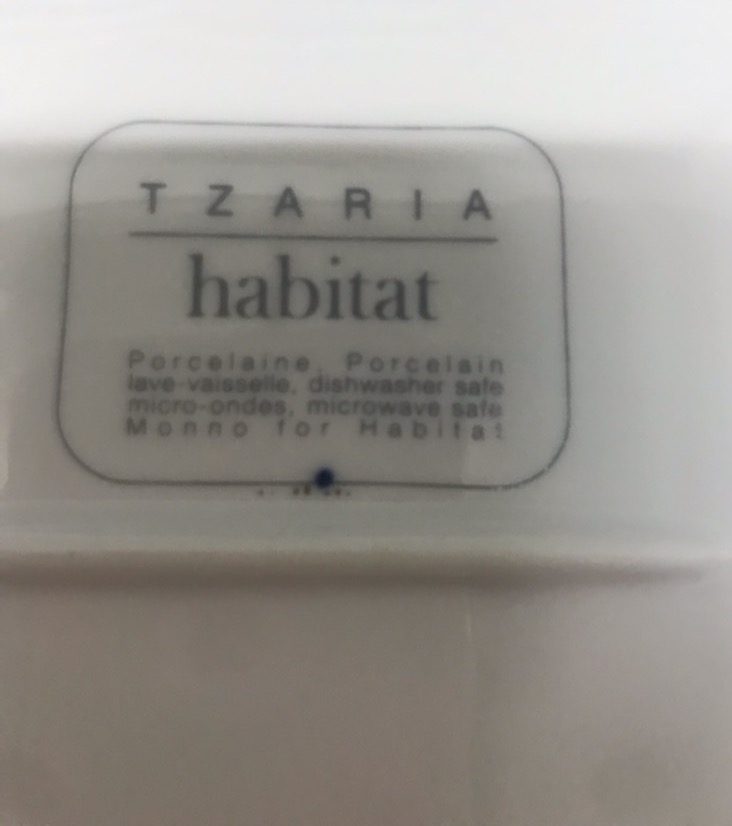 TZARIA
habitat
Porcelaine, Porcelain
lave-vaisselle, dishwasher safe
micro-ondes, microwave safe
Monno for Habitat